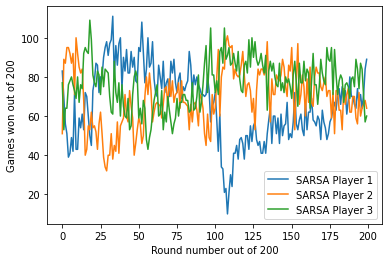 Games won out of 200
100
80
60
40
20
0
25
50
75
100
125
150
175
200
Round number out of 200
SARSA Player 1
SARSA Player 2
SARSA Player 3